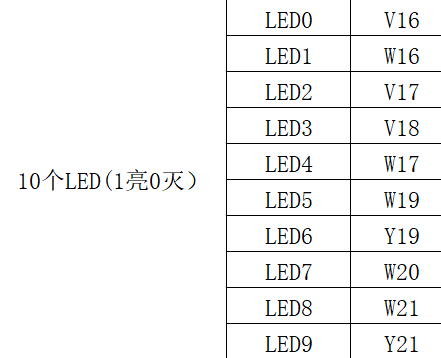 10个LED(1亮0灭）
LED0 V16
LED1 W16
LED2 V17
LED3 V18
LED4 W17
LED5 W19
LED6 Y19
LED7 W20
LED8 W21
LED9 Y21